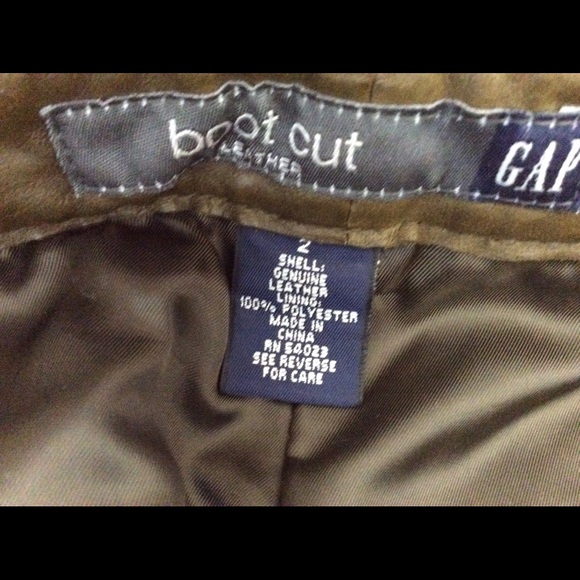 boot cut
LEATHER
GAP
2
SHELL:
GENUINE
LEATHER
LINING:
100% POLYESTER
MADE IN
CHINA
RN 54023
SEE REVERSE
FOR CARE